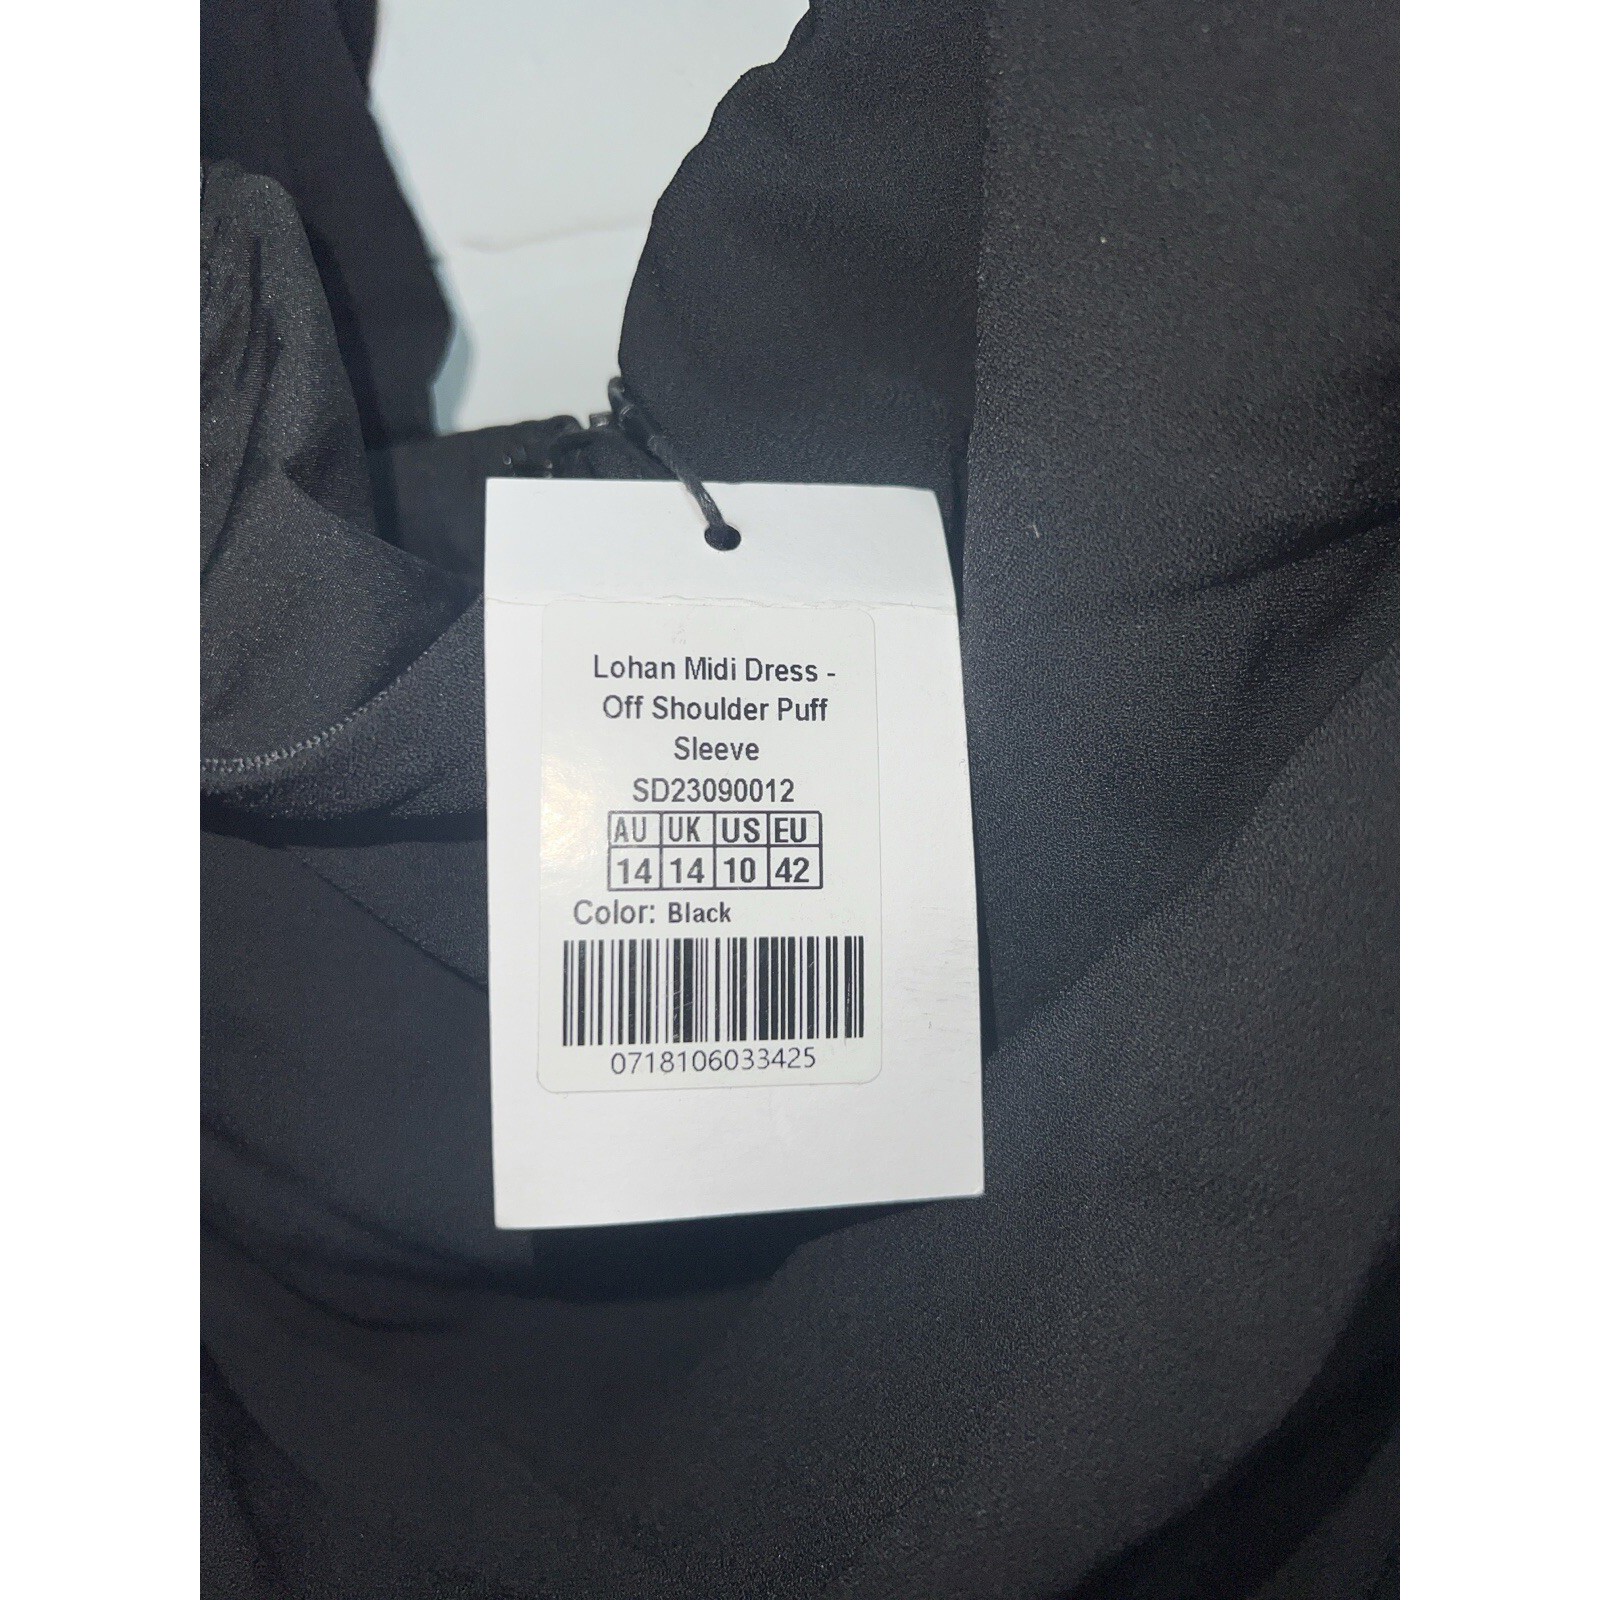 Lohan Midi Dress -
Off Shoulder Puff
Sleeve
SD23090012
AU UK US EU
14 14 10 42
Color: Black
0718106033425